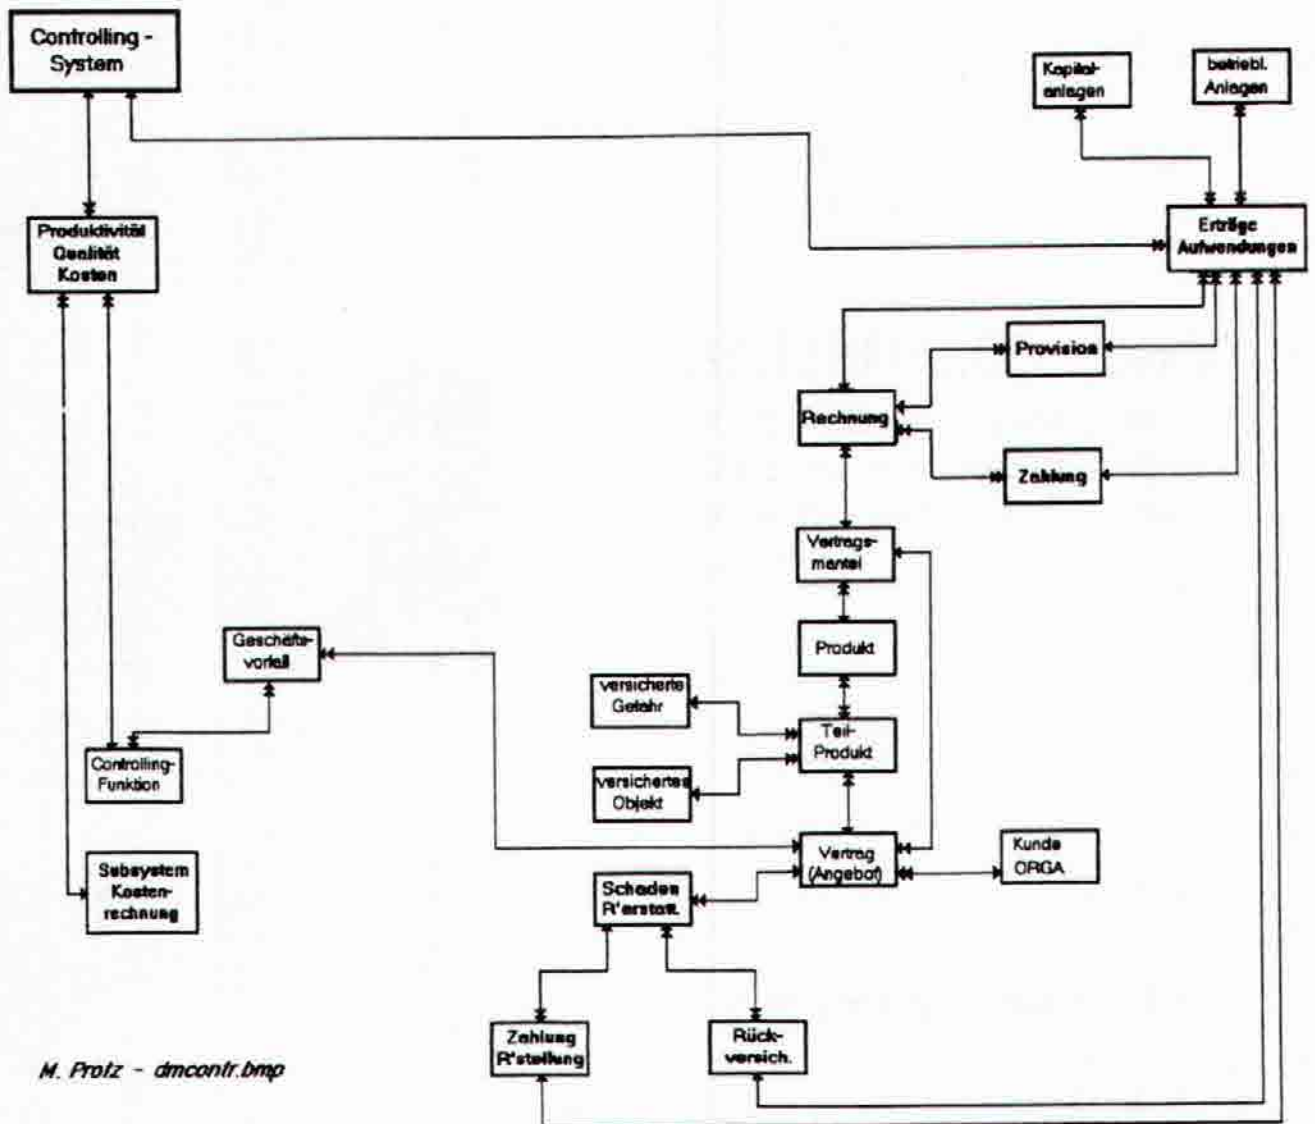 Controlling -
System
Kapital-
anlagen
betriebl.
Anlagen
Produktivität
Qualität
Kosten
Erträge
Aufwendungen
Provision
Rechnung
Zahlung
Vertrags-
mantel
Geschäfts-
vorfall
Produkt
versicherte
Gefahr
Teil-
Produkt
Controlling-
Funktion
versichertes
Objekt
Vertrag
(Angebot)
Kunde
ORGA
Subsystem
Kosten-
rechnung
Schaden
R'erstatt.
Zahlung
R'stellung
Rück-
versich.
M. Protz - dmcontr.bmp